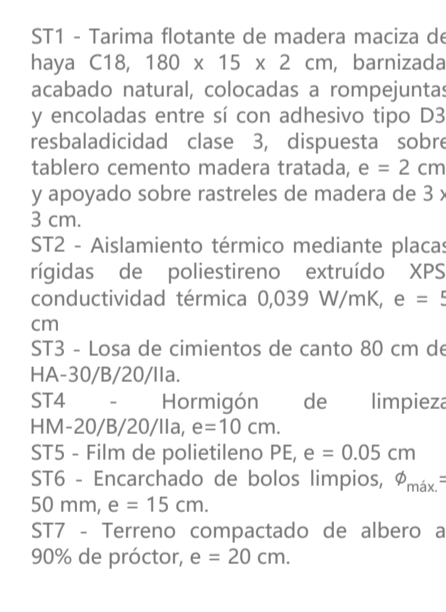 ST1 - Tarima flotante de madera maciza de
haya C18, 180 x 15 x 2 cm, barnizada
acabado natural, colocadas a rompejuntas
y encoladas entre sí con adhesivo tipo D3
resbaladicidad clase 3, dispuesta sobre
tablero cemento madera tratada, e = 2 cm
y apoyado sobre rastreles de madera de 3 x
3 cm.
ST2 - Aislamiento térmico mediante placas
rígidas de poliestireno extruído XPS
conductividad térmica 0,039 W/mK, e = 5
cm
ST3 - Losa de cimientos de canto 80 cm de
HA-30/B/20/IIa.
ST4 - Hormigón de limpieza
HM-20/B/20/IIa, e=10 cm.
ST5 - Film de polietileno PE, e = 0.05 cm
ST6 - Encarchado de bolos limpios, ϕmáx.=
50 mm, e = 15 cm.
ST7 - Terreno compactado de albero a
90% de próctor, e = 20 cm.